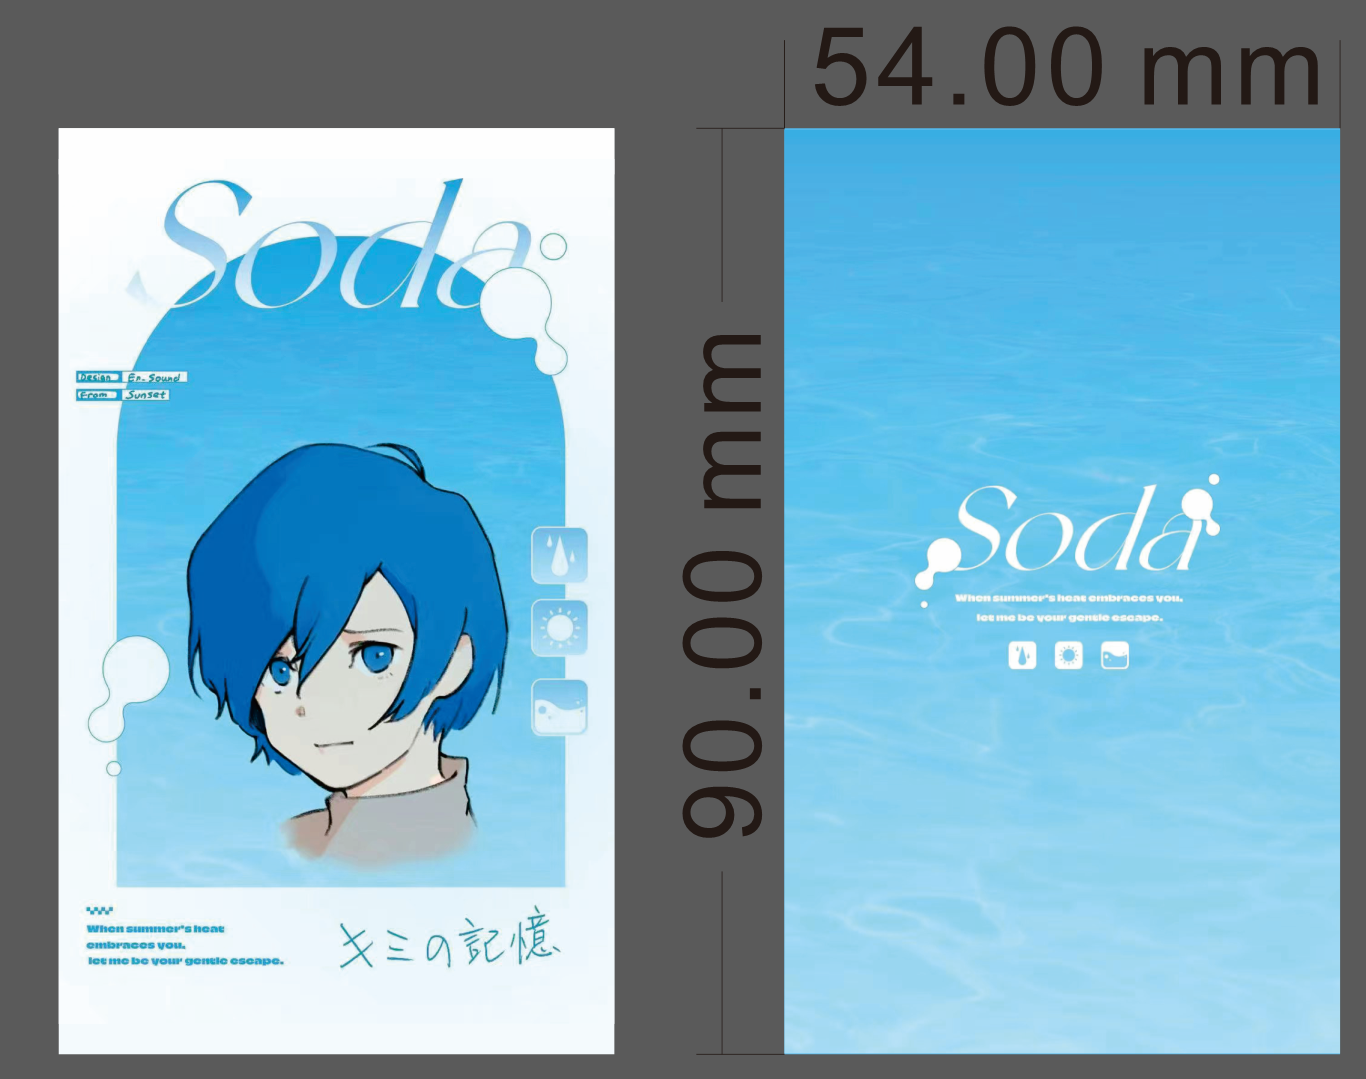 Soda
Design En. Sound
From Sunset
When summer's heat
embraces you.
let me be your gentle escape.
キミの記憶
54.00 mm
90.00 mm
Soda
When summer's heat embraces you.
let me be your gentle escape.